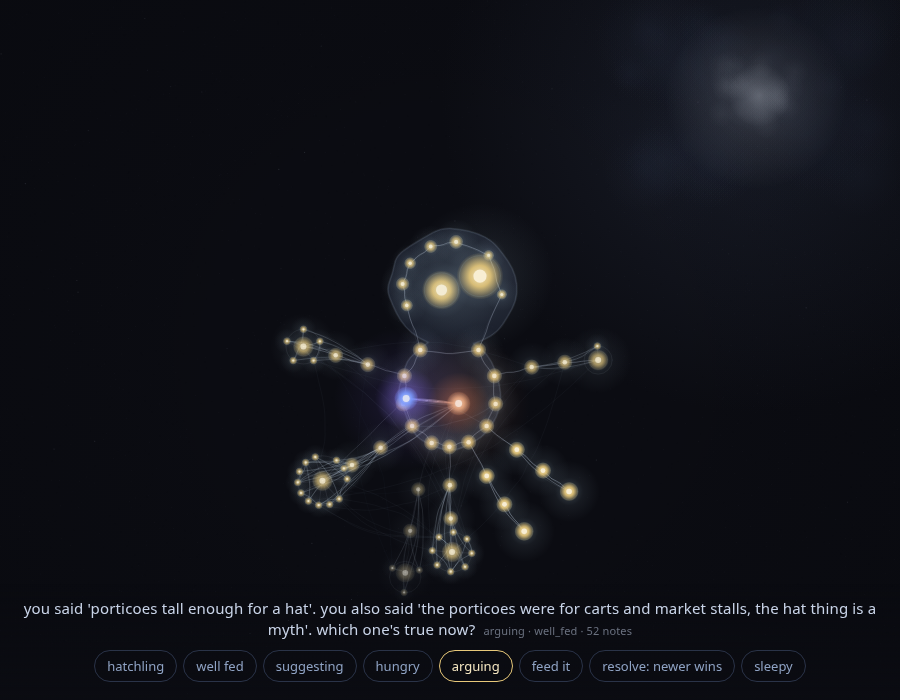 you said 'porticoes tall enough for a hat'. you also said 'the porticoes were for carts and market stalls, the hat thing is a
myth'. which one's true now? arguing · well_fed · 52 notes
hatchling well fed suggesting hungry arguing feed it resolve: newer wins sleepy